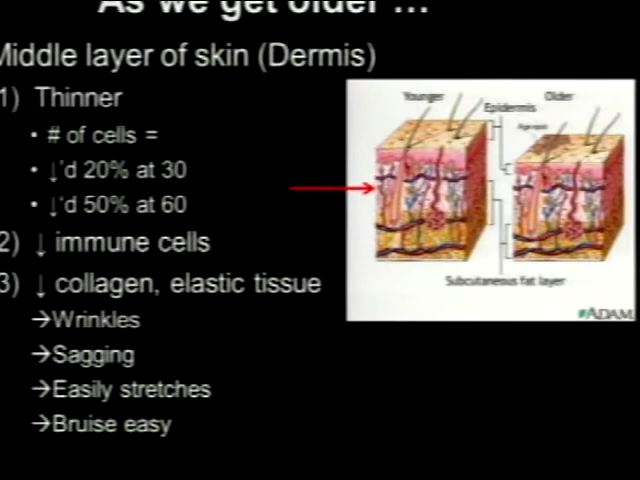 As we get older …
Middle layer of skin (Dermis)
1) Thinner
• # of cells =
• ↓'d 20% at 30
• ↓'d 50% at 60
2) ↓ immune cells
3) ↓ collagen, elastic tissue
→Wrinkles
→Sagging
→Easily stretches
→Bruise easy
Younger
Older
Epidermis
Age spot
Subcutaneous fat layer
#ADAM